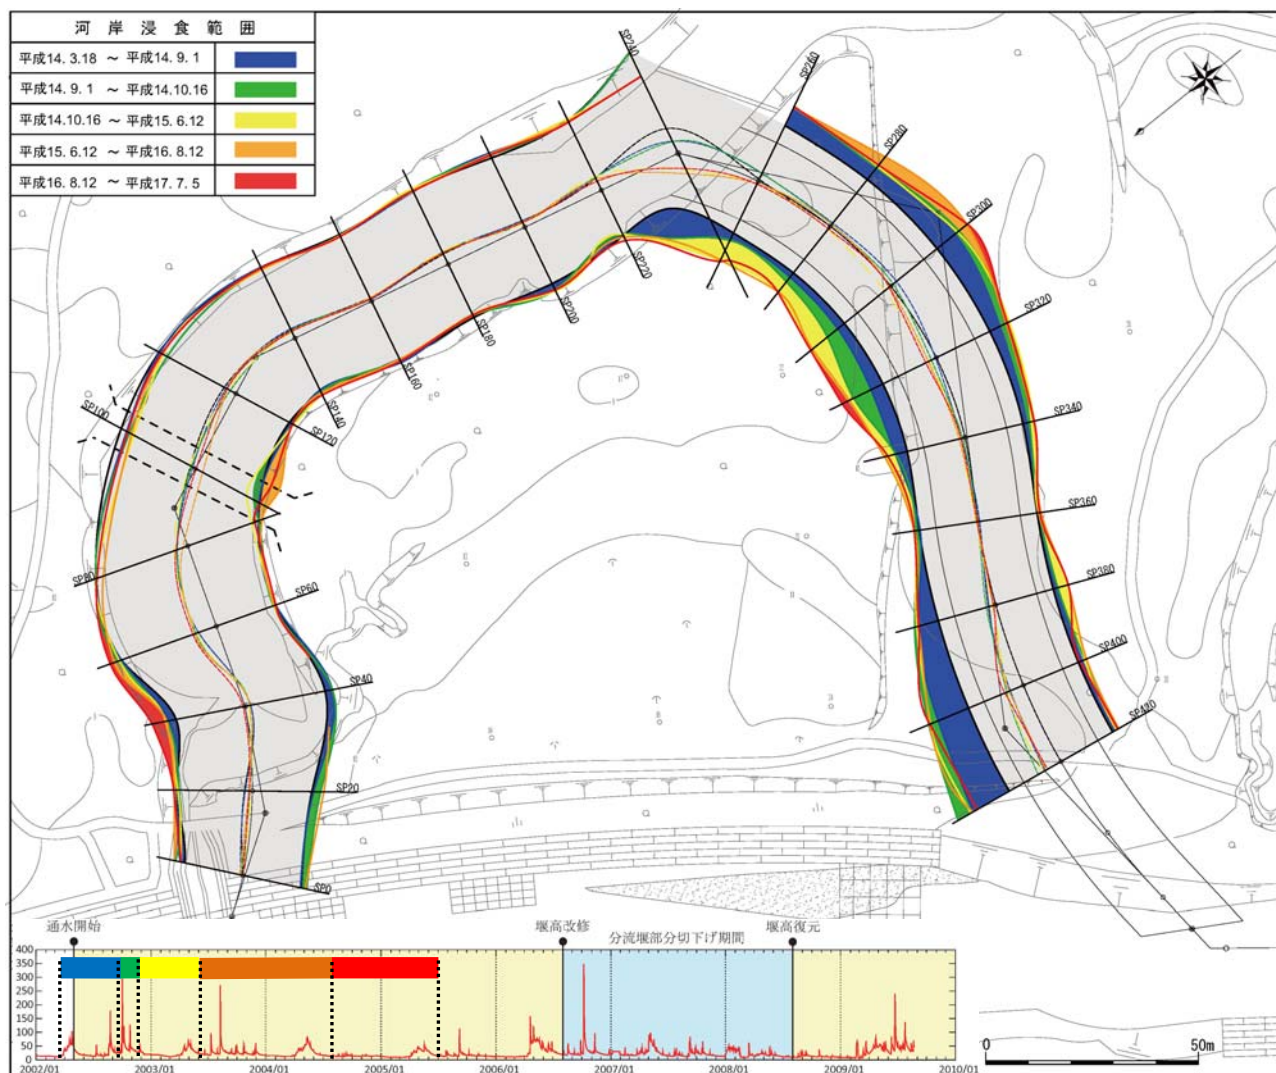 河岸浸食範囲
平成14. 3.18 ～ 平成14. 9. 1
平成14. 9. 1 ～ 平成14.10.16
平成14.10.16 ～ 平成15. 6.12
平成15. 6.12 ～ 平成16. 8.12
平成16. 8.12 ～ 平成17. 7. 5
SP240
SP260
SP280
SP300
SP320
SP340
SP360
SP380
SP400
SP420
SP220
SP200
SP180
SP160
SP140
SP120
SP100
SP80
SP60
SP40
SP20
SP0
通水開始
堰高改修
分流堰部分切下げ期間
堰高復元
400
350
300
250
200
150
100
50
0
2002/01
2003/01
2004/01
2005/01
2006/01
2007/01
2008/01
2009/01
2010/01
0
50m